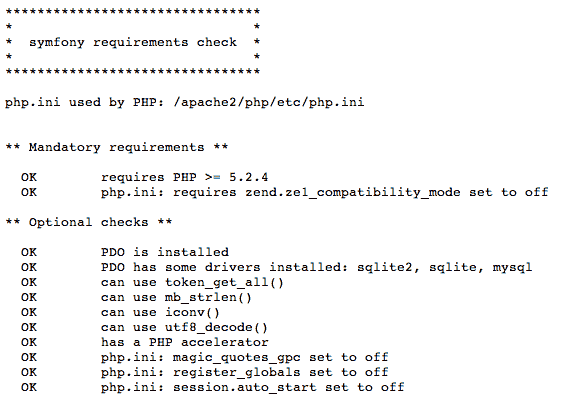 ********************************
*                              *
*  symfony requirements check  *
*                              *
********************************
php.ini used by PHP: /apache2/php/etc/php.ini
** Mandatory requirements **
OK        requires PHP >= 5.2.4
OK        php.ini: requires zend.ze1_compatibility_mode set to off
** Optional checks **
OK        PDO is installed
OK        PDO has some drivers installed: sqlite2, sqlite, mysql
OK        can use token_get_all()
OK        can use mb_strlen()
OK        can use iconv()
OK        can use utf8_decode()
OK        has a PHP accelerator
OK        php.ini: magic_quotes_gpc set to off
OK        php.ini: register_globals set to off
OK        php.ini: session.auto_start set to off